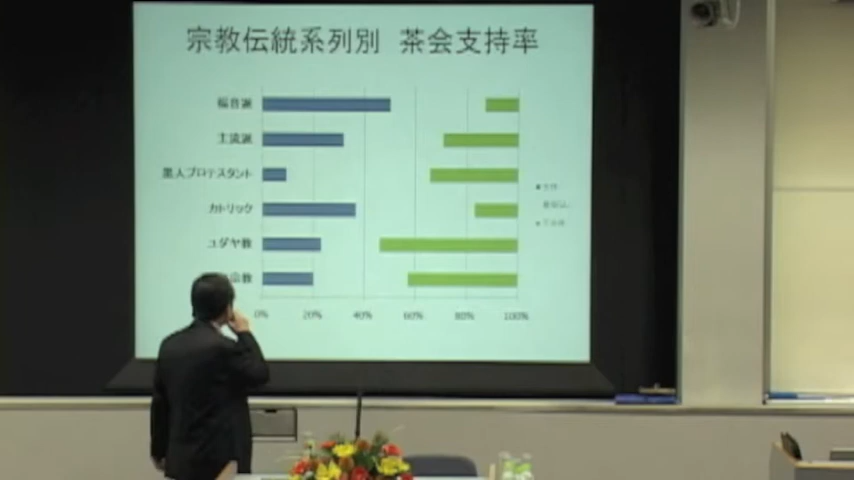 宗教伝統系列別 茶会支持率
福音派
主流派
黒人プロテスタント
カトリック
ユダヤ教
0% 20% 40% 60% 80% 100%